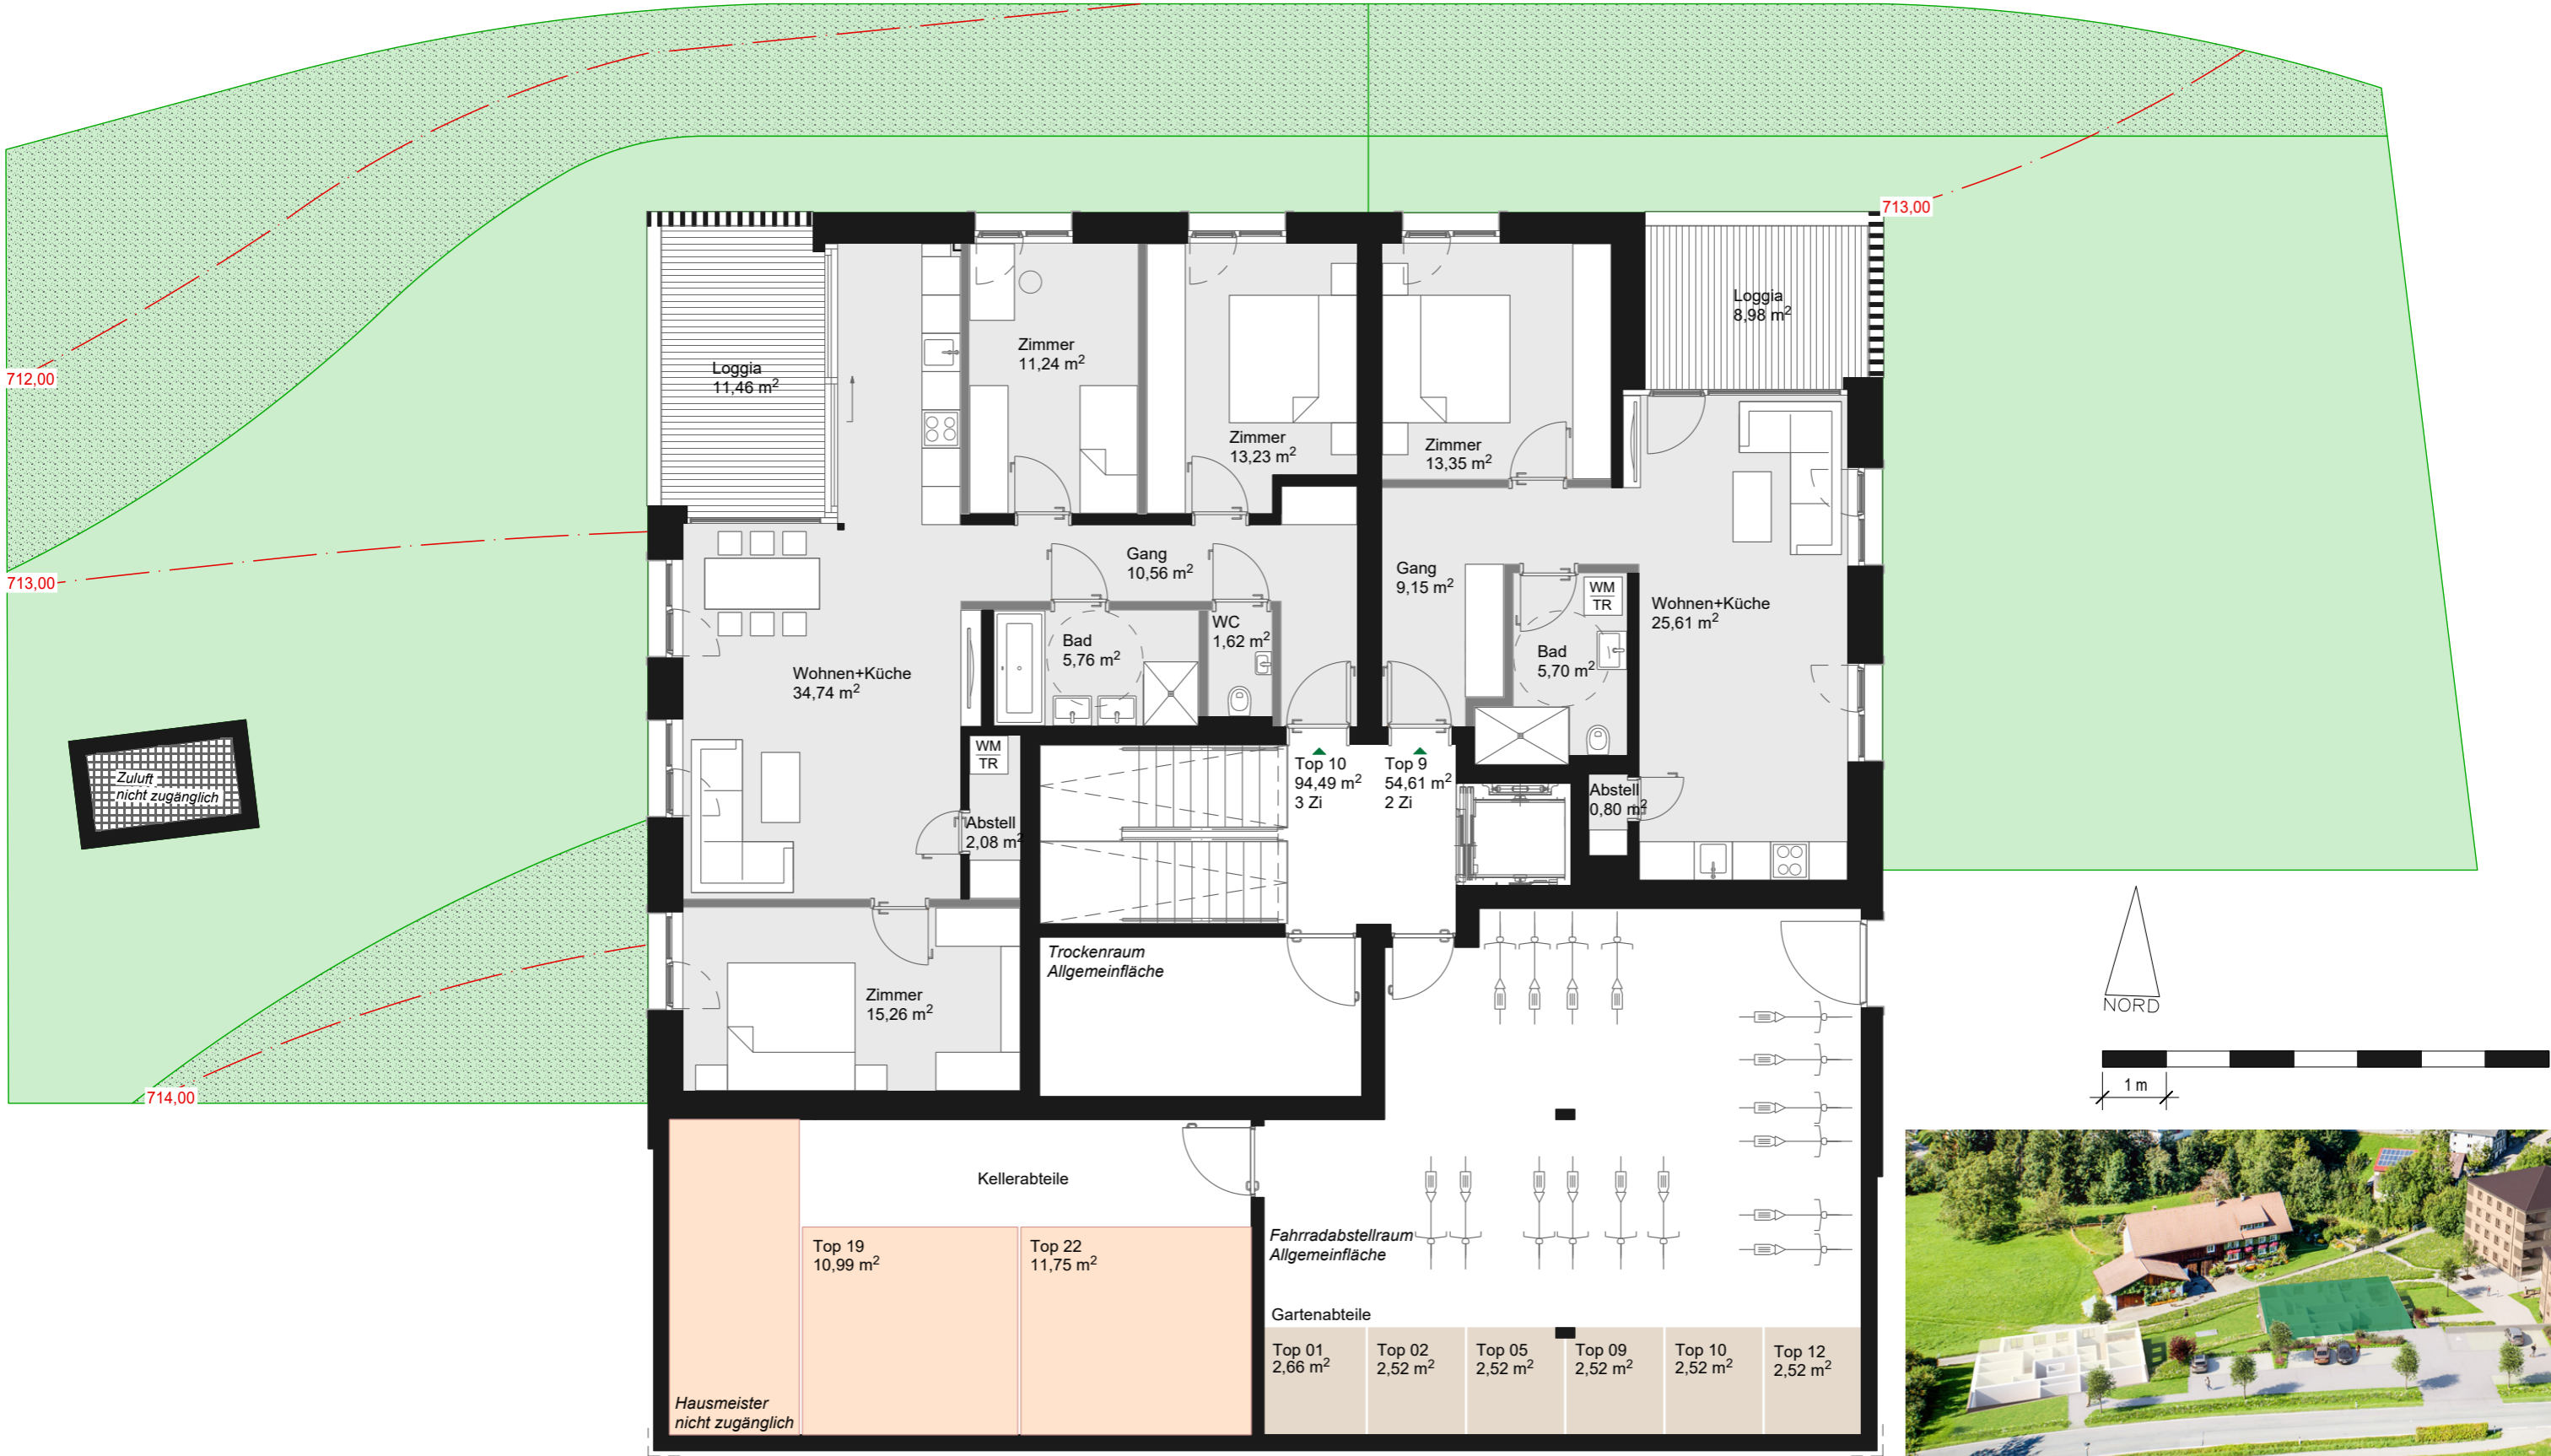 713,00
712,00
713,00
714,00
Zuluft
nicht zugänglich
Loggia
11,46 m²
Zimmer
11,24 m²
Zimmer
13,23 m²
Zimmer
13,35 m²
Loggia
8,98 m²
Gang
10,56 m²
Gang
9,15 m²
WM
TR
Wohnen+Küche
25,61 m²
Bad
5,76 m²
WC
1,62 m²
Bad
5,70 m²
Wohnen+Küche
34,74 m²
WM
TR
Abstell
2,08 m²
Top 10
94,49 m²
3 Zi
Top 9
54,61 m²
2 Zi
Abstell
0,80 m²
Zimmer
15,26 m²
Trockenraum
Allgemeinfläche
NORD
1 m
Kellerabteile
Top 19
10,99 m²
Top 22
11,75 m²
Hausmeister
nicht zugänglich
Fahrradabstellraum
Allgemeinfläche
Gartenabteile
Top 01
2,66 m²
Top 02
2,52 m²
Top 05
2,52 m²
Top 09
2,52 m²
Top 10
2,52 m²
Top 12
2,52 m²